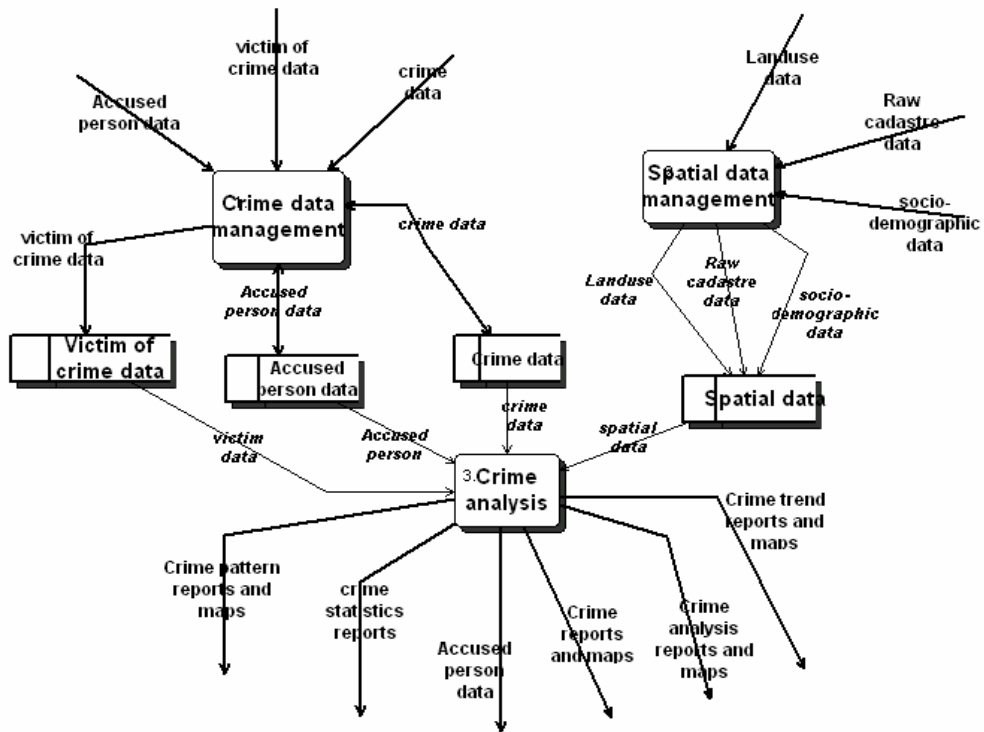 victim of
crime data
crime
data
Accused
person data
Landuse
data
Raw
cadastre
data
socio-
demographic
data
Crime data
management
Spatial data
management
victim of
crime data
crime data
Accused
person data
Landuse
data
Raw
cadastre
data
socio-
demographic
data
Victim of
crime data
Accused
person data
Crime data
Spatial data
victim
data
Accused
person
crime
data
spatial
data
3.Crime
analysis
Crime pattern
reports and
maps
crime
statistics
reports
Accused
person
data
Crime
reports
and maps
Crime
analysis
reports and
maps
Crime trend
reports and
maps